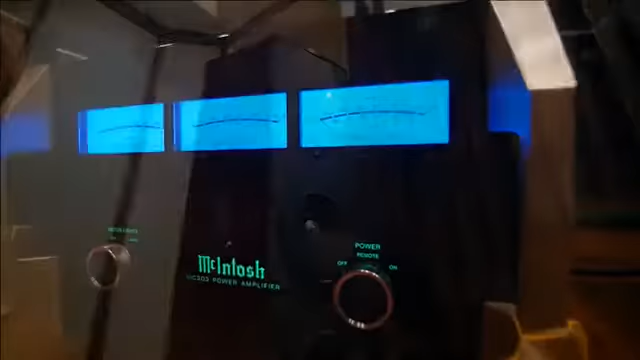 McIntosh
MC303 POWER AMPLIFIER
POWER
REMOTE
OFF
ON